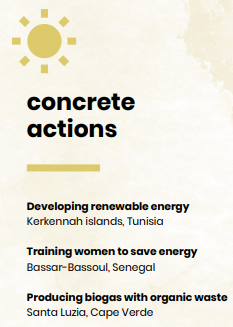 concrete
actions
Developing renewable energy
Kerkennah islands, Tunisia
Training women to save energy
Bassar-Bassoul, Senegal
Producing biogas with organic waste
Santa Luzia, Cape Verde